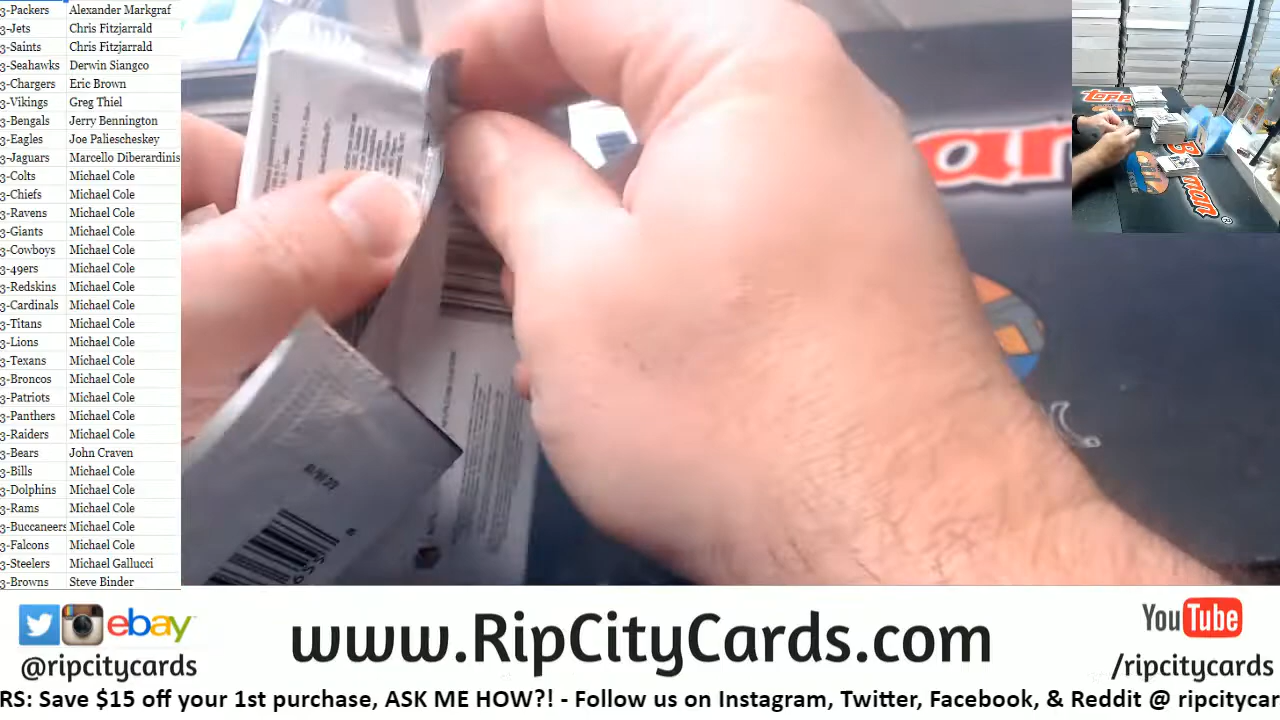 3-Packers Alexander Markgraf
3-Jets Chris Fitzjarrald
3-Saints Chris Fitzjarrald
3-Seahawks Derwin Siangco
3-Chargers Eric Brown
3-Vikings Greg Thiel
3-Bengals Jerry Bennington
3-Eagles Joe Paliescheskey
3-Jaguars Marcello Diberardinis
3-Colts Michael Cole
3-Chiefs Michael Cole
3-Ravens Michael Cole
3-Giants Michael Cole
3-Cowboys Michael Cole
3-49ers Michael Cole
3-Redskins Michael Cole
3-Cardinals Michael Cole
3-Titans Michael Cole
3-Lions Michael Cole
3-Texans Michael Cole
3-Broncos Michael Cole
3-Patriots Michael Cole
3-Panthers Michael Cole
3-Raiders Michael Cole
3-Bears John Craven
3-Bills Michael Cole
3-Dolphins Michael Cole
3-Rams Michael Cole
3-Buccaneers Michael Cole
3-Falcons Michael Cole
3-Steelers Michael Gallucci
3-Browns Steve Binder
ar
Topp
B man
ebay
@ripcitycards
www.RipCityCards.com
YouTube
/ripcitycards
RS: Save $15 off your 1st purchase, ASK ME HOW?! - Follow us on Instagram, Twitter, Facebook, & Reddit @ ripcitycar